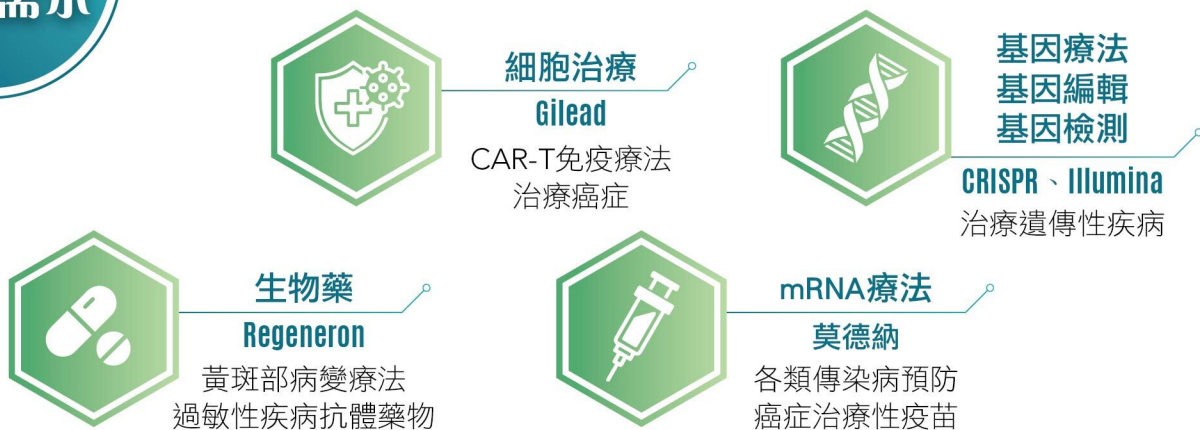 需求
細胞治療
Gilead
CAR-T免疫療法
治療癌症
基因療法
基因編輯
基因檢測
CRISPR、Illumina
治療遺傳性疾病
生物藥
Regeneron
黃斑部病變療法
過敏性疾病抗體藥物
mRNA療法
莫德納
各類傳染病預防
癌症治療性疫苗